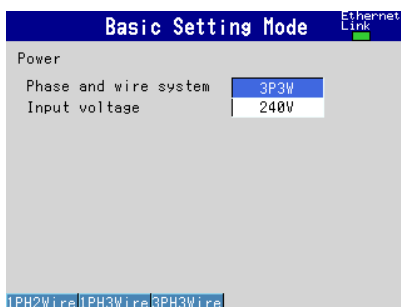 Basic Setting Mode
Ethernet
Link
Power
Phase and wire system 3P3W
Input voltage 240V
1PH2Wire 1PH3Wire 3PH3Wire